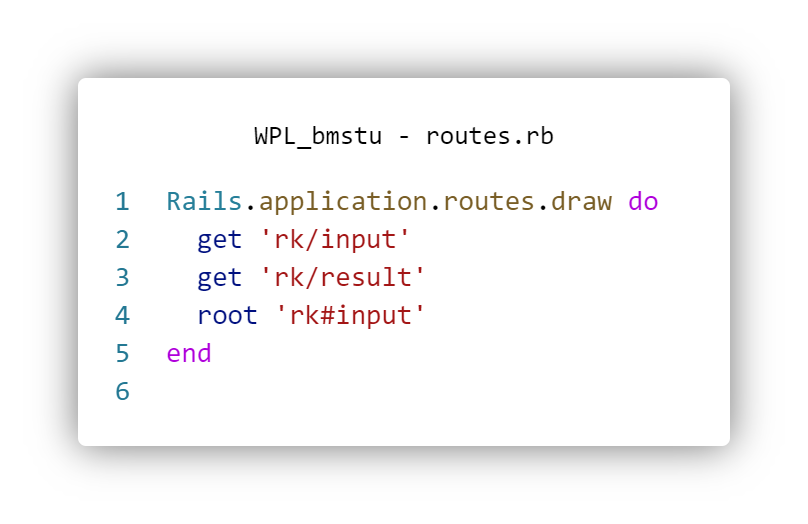 WPL_bmstu - routes.rb
1 Rails.application.routes.draw do
2   get 'rk/input'
3   get 'rk/result'
4   root 'rk#input'
5 end
6